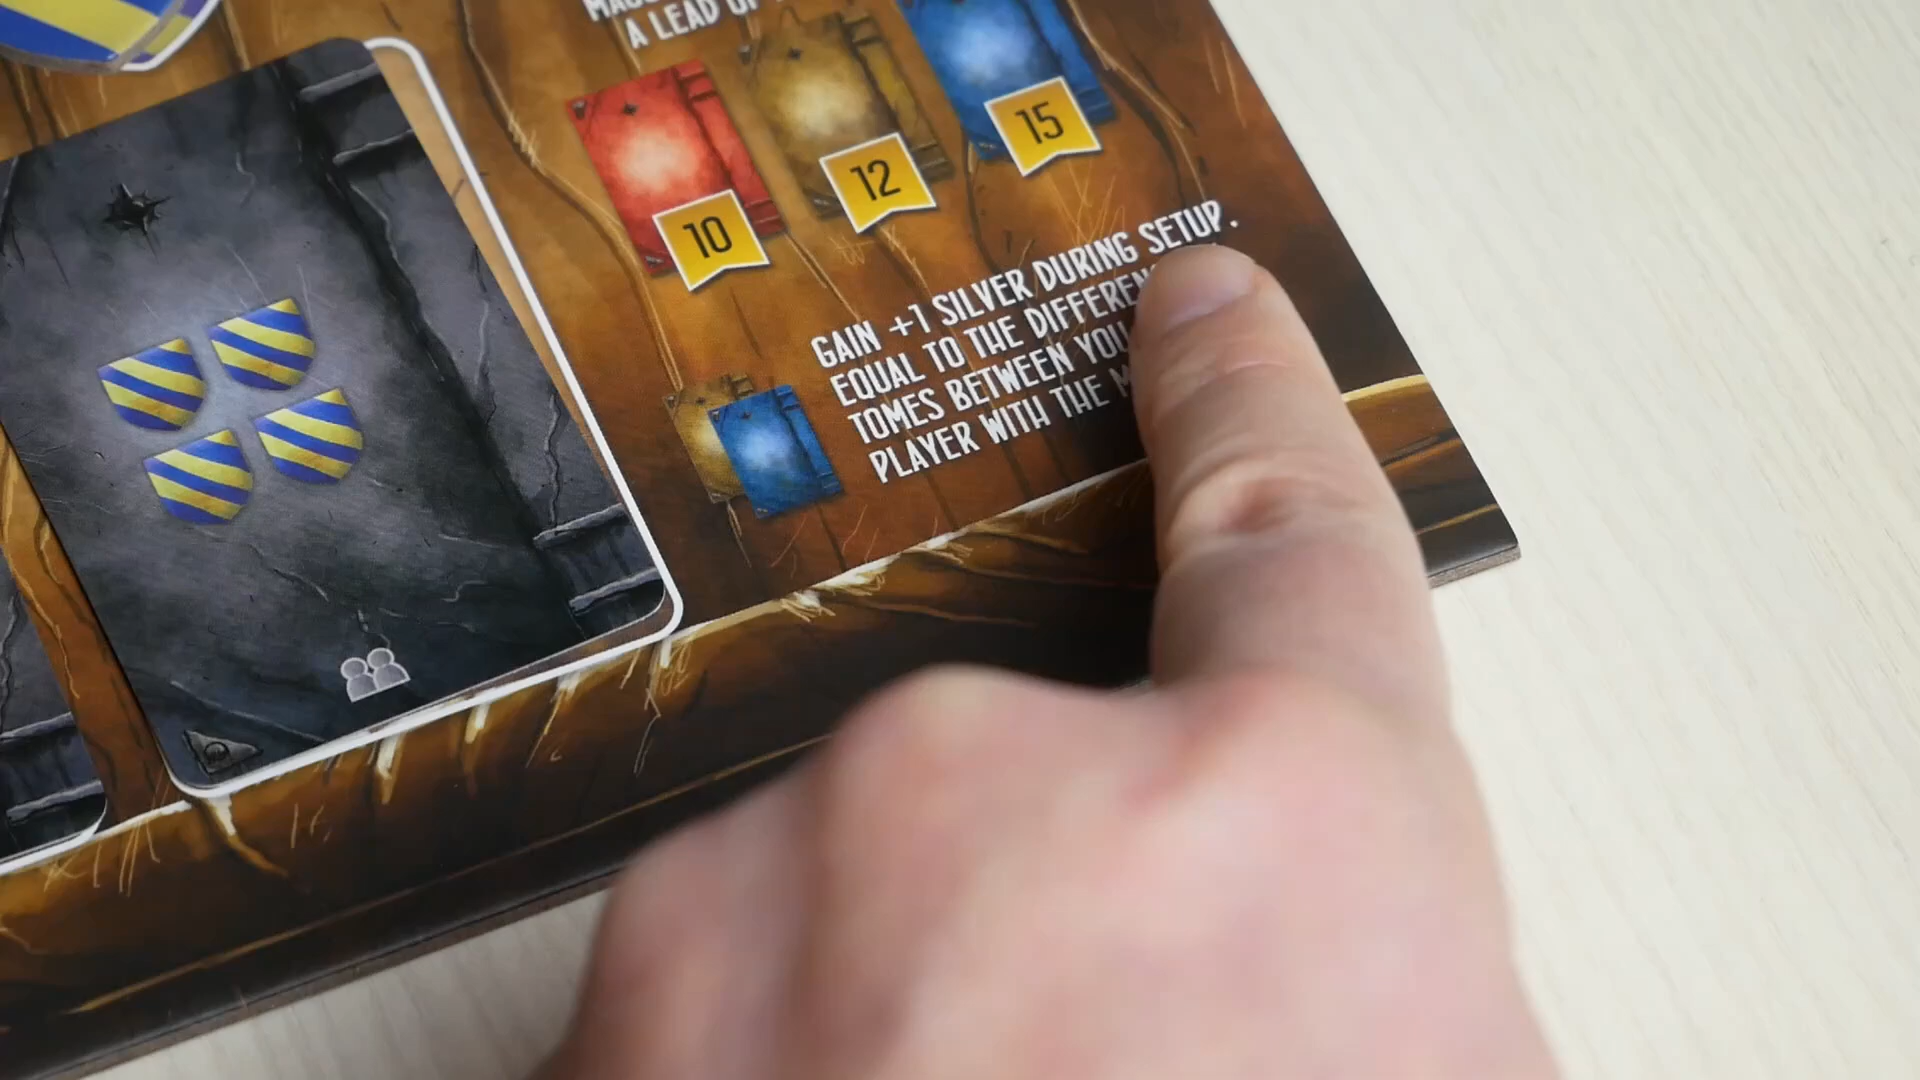 A LEAD OF
10
12
15
GAIN +1 SILVER DURING SETUP.
EQUAL TO THE
TOMES BETWEEN YOU
PLAYER WITH THE